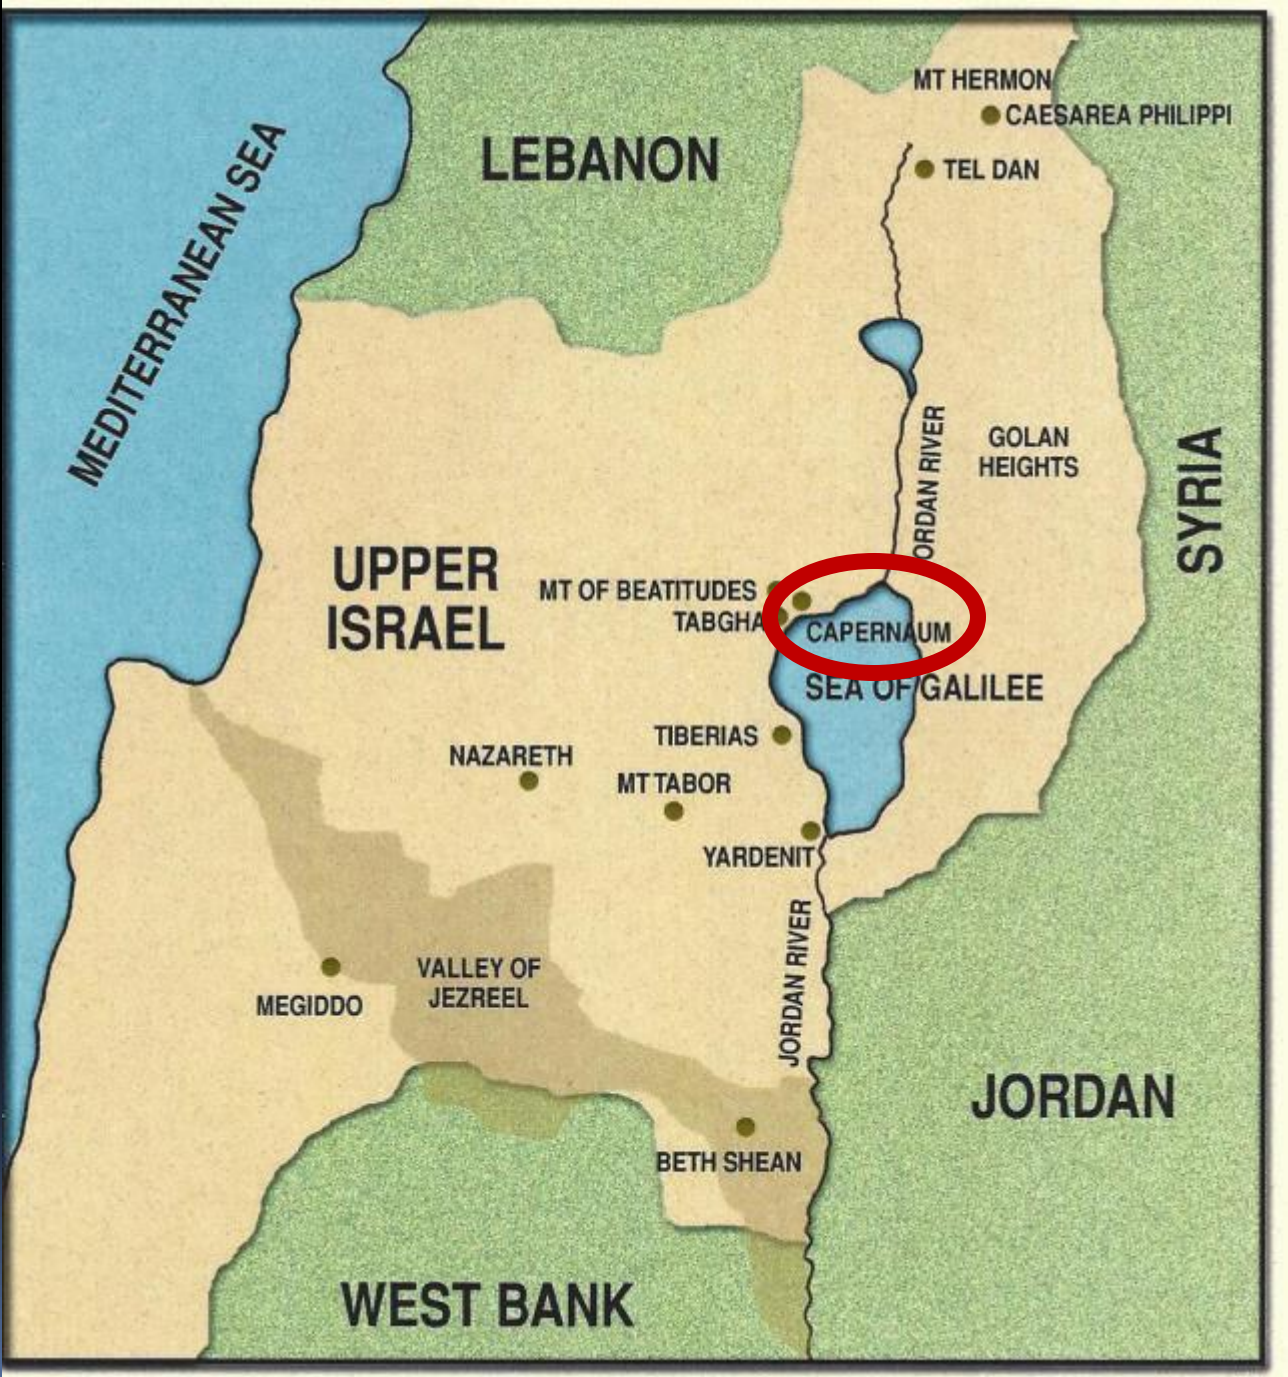 MT HERMON
CAESAREA PHILIPPI
LEBANON
TEL DAN
MEDITERRANEAN SEA
JORDAN RIVER
GOLAN
HEIGHTS
SYRIA
UPPER
ISRAEL
MT OF BEATITUDES
TABGHA
CAPERNAUM
SEA OF GALILEE
TIBERIAS
NAZARETH
MT TABOR
YARDENIT
JORDAN RIVER
VALLEY OF
JEZREEL
MEGIDDO
JORDAN
BETH SHEAN
WEST BANK